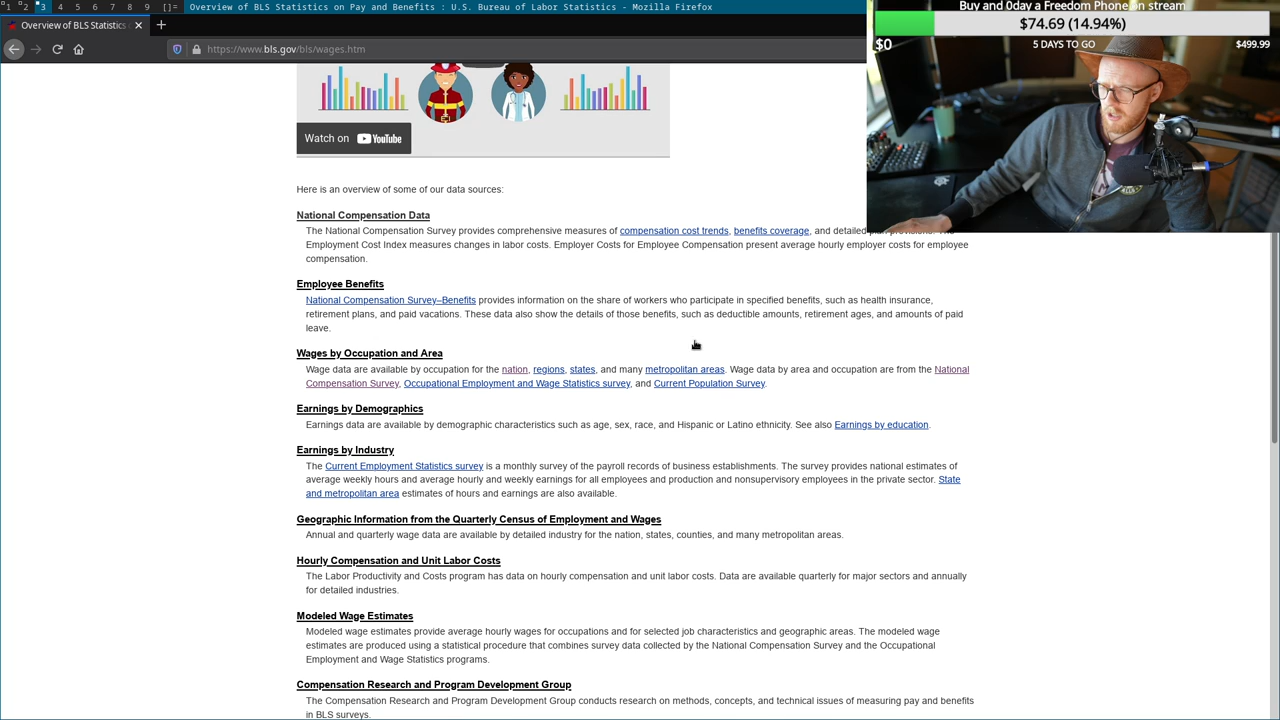 1 2 3 4 5 6 7 8 9 []= Overview of BLS Statistics on Pay and Benefits : U.S. Bureau of Labor Statistics - Mozilla Firefox
Buy and 0day a Freedom Phone on stream
$74.69 (14.94%)
$0 5 DAYS TO GO $499.99
Overview of BLS Statistics
https://www.bls.gov/bls/wages.htm
Watch on YouTube
Here is an overview of some of our data sources:
National Compensation Data
The National Compensation Survey provides comprehensive measures of compensation cost trends, benefits coverage, and detailed plan provisions. The
Employment Cost Index measures changes in labor costs. Employer Costs for Employee Compensation present average hourly employer costs for employee
compensation.
Employee Benefits
National Compensation Survey–Benefits provides information on the share of workers who participate in specified benefits, such as health insurance,
retirement plans, and paid vacations. These data also show the details of those benefits, such as deductible amounts, retirement ages, and amounts of paid
leave.
Wages by Occupation and Area
Wage data are available by occupation for the nation, regions, states, and many metropolitan areas. Wage data by area and occupation are from the National
Compensation Survey, Occupational Employment and Wage Statistics survey, and Current Population Survey.
Earnings by Demographics
Earnings data are available by demographic characteristics such as age, sex, race, and Hispanic or Latino ethnicity. See also Earnings by education.
Earnings by Industry
The Current Employment Statistics survey is a monthly survey of the payroll records of business establishments. The survey provides national estimates of
average weekly hours and average hourly and weekly earnings for all employees and production and nonsupervisory employees in the private sector. State
and metropolitan area estimates of hours and earnings are also available.
Geographic Information from the Quarterly Census of Employment and Wages
Annual and quarterly wage data are available by detailed industry for the nation, states, counties, and many metropolitan areas.
Hourly Compensation and Unit Labor Costs
The Labor Productivity and Costs program has data on hourly compensation and unit labor costs. Data are available quarterly for major sectors and annually
for detailed industries.
Modeled Wage Estimates
Modeled wage estimates provide average hourly wages for occupations and for selected job characteristics and geographic areas. The modeled wage
estimates are produced using a statistical procedure that combines survey data collected by the National Compensation Survey and the Occupational
Employment and Wage Statistics programs.
Compensation Research and Program Development Group
The Compensation Research and Program Development Group conducts research on methods, concepts, and technical issues of measuring pay and benefits
in BLS surveys.